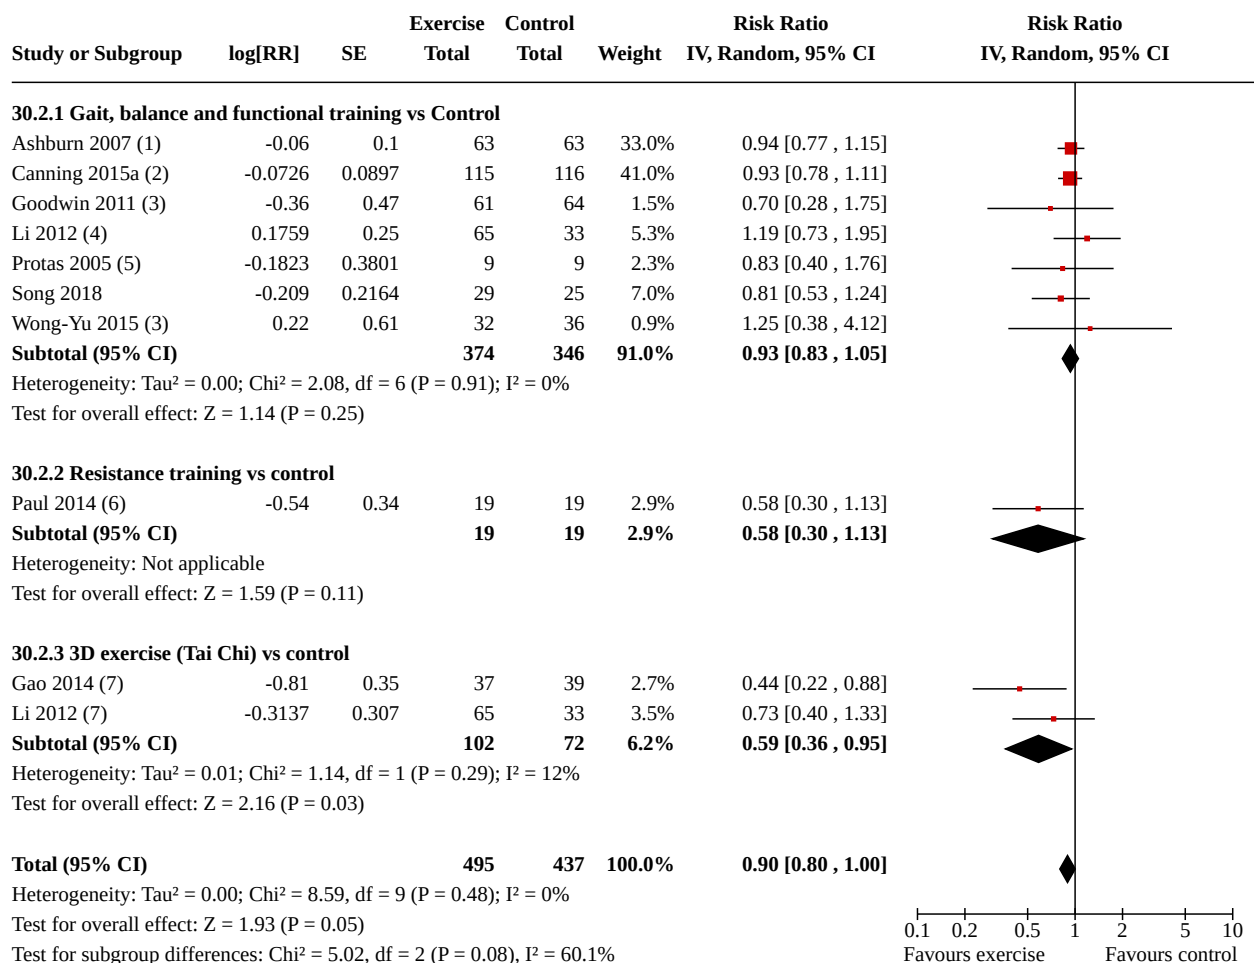 Exercise Control Risk Ratio Risk Ratio
Study or Subgroup log[RR] SE Total Total Weight IV, Random, 95% CI IV, Random, 95% CI
30.2.1 Gait, balance and functional training vs Control
Ashburn 2007 (1) -0.06 0.1 63 63 33.0% 0.94 [0.77 , 1.15]
Canning 2015a (2) -0.0726 0.0897 115 116 41.0% 0.93 [0.78 , 1.11]
Goodwin 2011 (3) -0.36 0.47 61 64 1.5% 0.70 [0.28 , 1.75]
Li 2012 (4) 0.1759 0.25 65 33 5.3% 1.19 [0.73 , 1.95]
Protas 2005 (5) -0.1823 0.3801 9 9 2.3% 0.83 [0.40 , 1.76]
Song 2018 -0.209 0.2164 29 25 7.0% 0.81 [0.53 , 1.24]
Wong-Yu 2015 (3) 0.22 0.61 32 36 0.9% 1.25 [0.38 , 4.12]
Subtotal (95% CI) 374 346 91.0% 0.93 [0.83 , 1.05]
Heterogeneity: Tau² = 0.00; Chi² = 2.08, df = 6 (P = 0.91); I² = 0%
Test for overall effect: Z = 1.14 (P = 0.25)
30.2.2 Resistance training vs control
Paul 2014 (6) -0.54 0.34 19 19 2.9% 0.58 [0.30 , 1.13]
Subtotal (95% CI) 19 19 2.9% 0.58 [0.30 , 1.13]
Heterogeneity: Not applicable
Test for overall effect: Z = 1.59 (P = 0.11)
30.2.3 3D exercise (Tai Chi) vs control
Gao 2014 (7) -0.81 0.35 37 39 2.7% 0.44 [0.22 , 0.88]
Li 2012 (7) -0.3137 0.307 65 33 3.5% 0.73 [0.40 , 1.33]
Subtotal (95% CI) 102 72 6.2% 0.59 [0.36 , 0.95]
Heterogeneity: Tau² = 0.01; Chi² = 1.14, df = 1 (P = 0.29); I² = 12%
Test for overall effect: Z = 2.16 (P = 0.03)
Total (95% CI) 495 437 100.0% 0.90 [0.80 , 1.00]
Heterogeneity: Tau² = 0.00; Chi² = 8.59, df = 9 (P = 0.48); I² = 0%
Test for overall effect: Z = 1.93 (P = 0.05)
0.1 0.2 0.5 1 2 5 10
Test for subgroup differences: Chi² = 5.02, df = 2 (P = 0.08), I² = 60.1%
Favours exercise Favours control